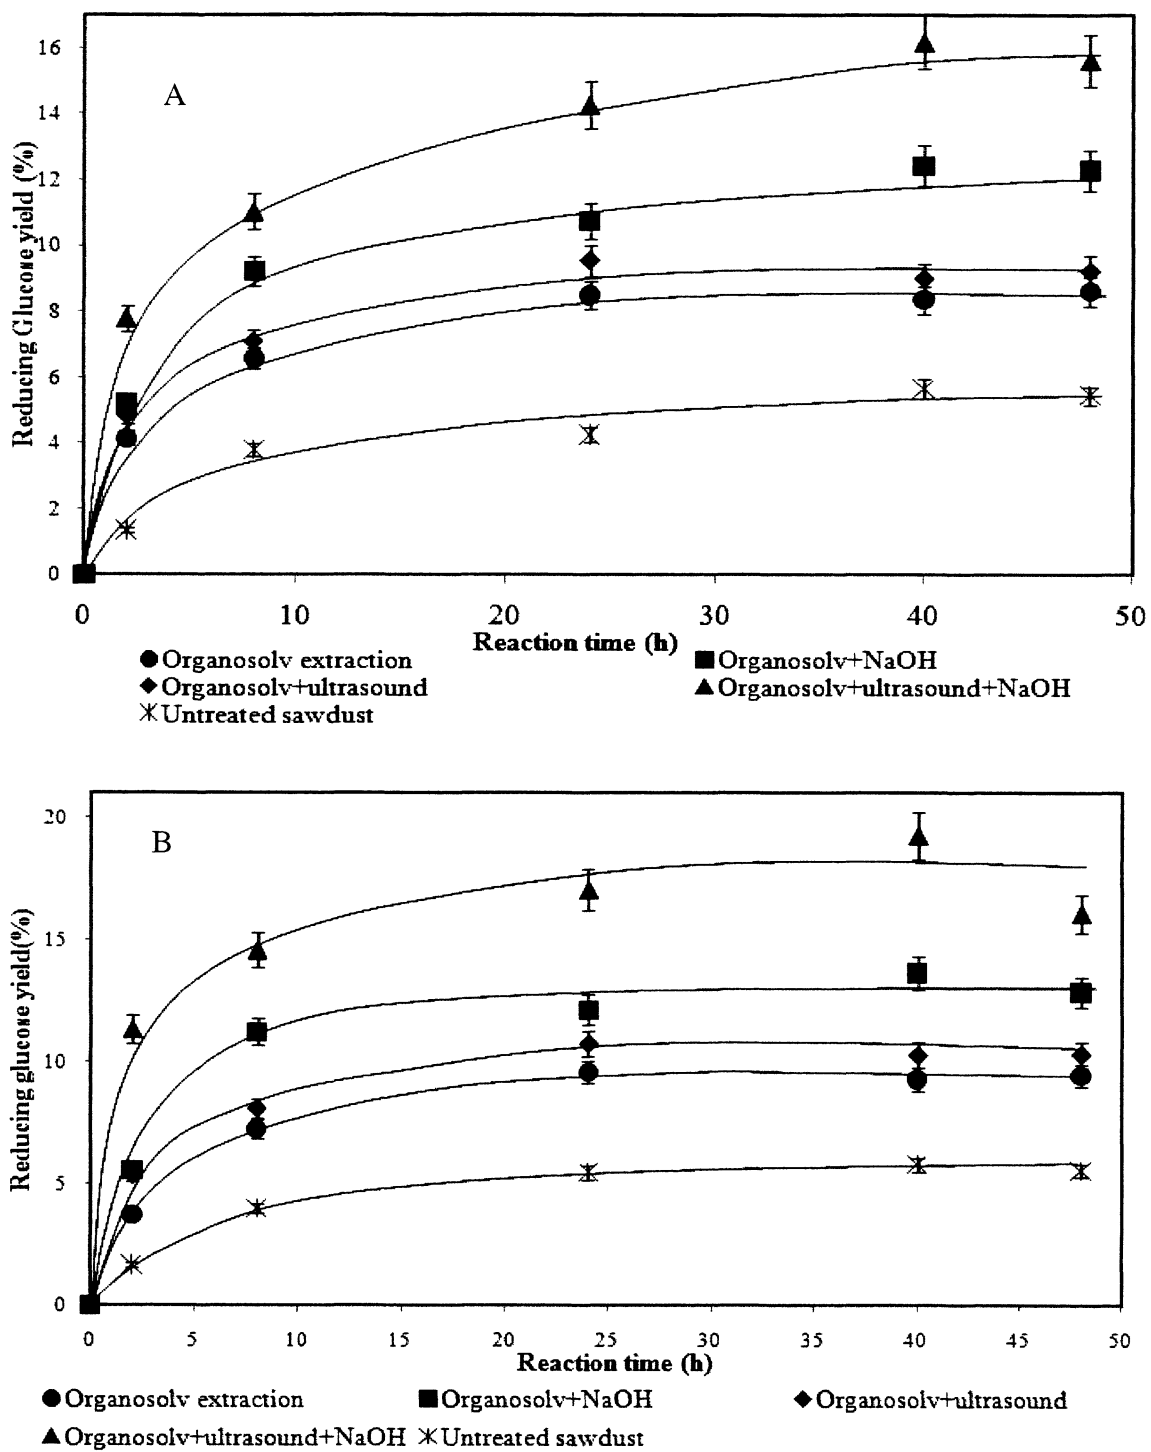 16
A
14
12
10
8
6
4
2
0
Reducing Glucose yield (%)
0 10 20 30 40 50
Reaction time (h)
Organosolv extraction Organosolv+NaOH
Organosolv+ultrasound Organosolv+ultrasound+NaOH
Untreated sawdust
20
B
15
10
5
0
Reducing glucose yield(%)
0 5 10 15 20 25 30 35 40 45 50
Reaction time (h)
Organosolv extraction Organosolv+NaOH Organosolv+ultrasound
Organosolv+ultrasound+NaOH Untreated sawdust